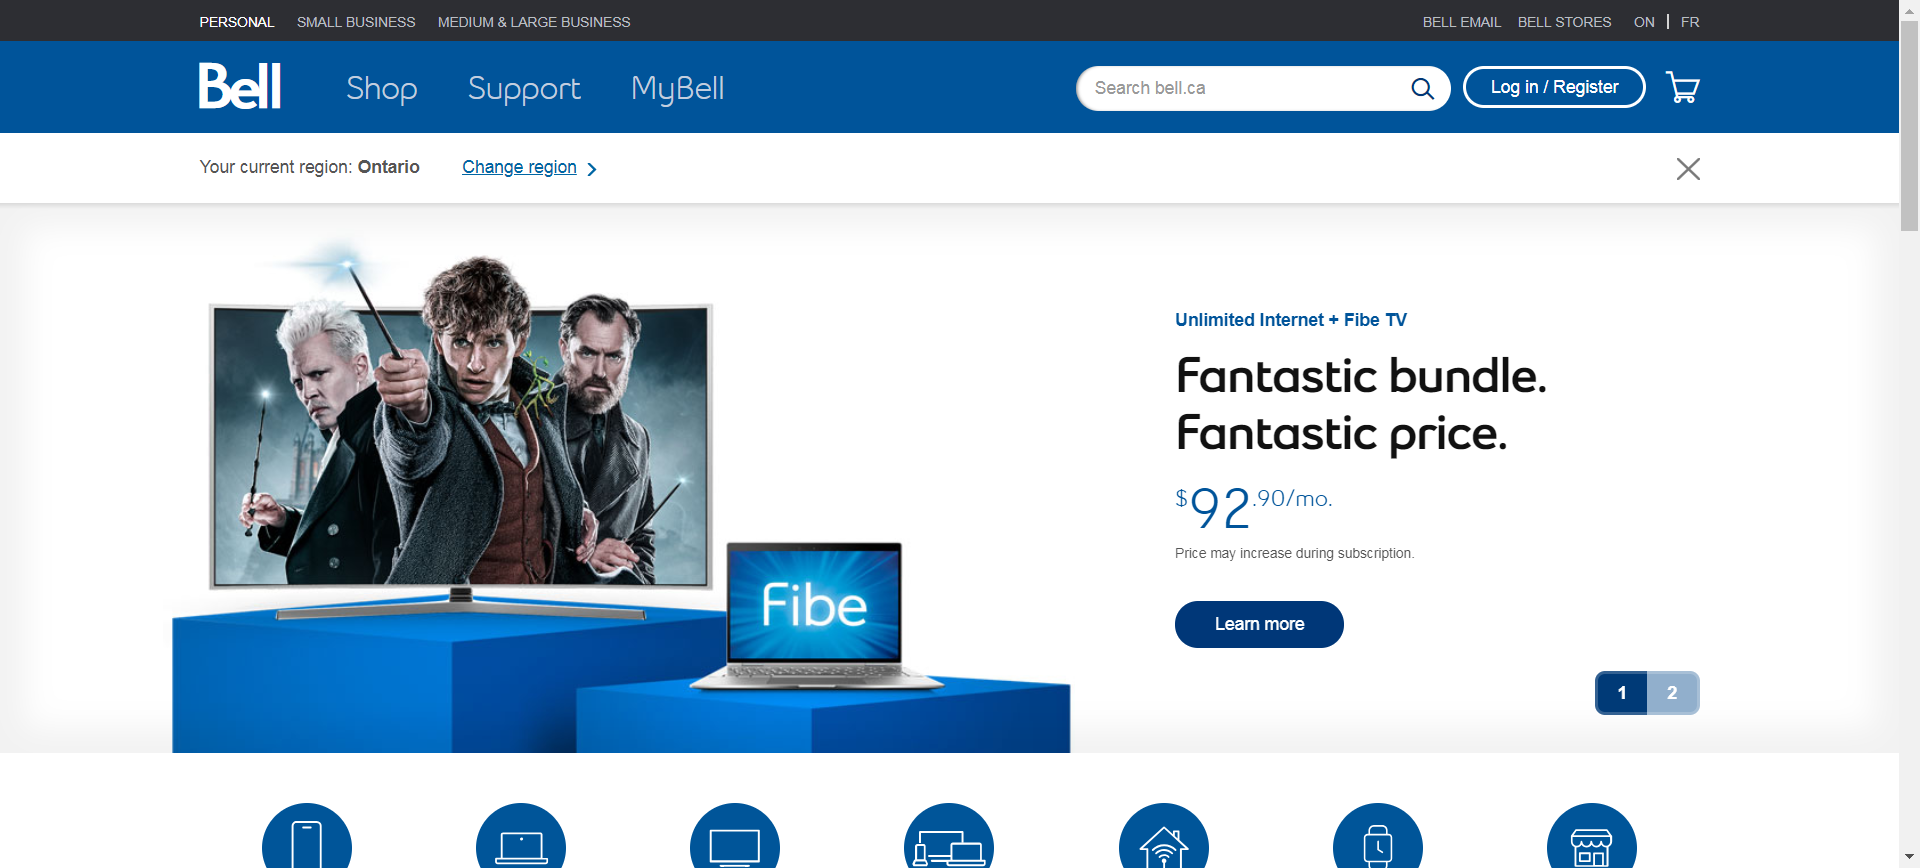 PERSONAL SMALL BUSINESS MEDIUM & LARGE BUSINESS BELL EMAIL BELL STORES ON | FR
Bell Shop Support MyBell Search bell.ca Log in / Register
Your current region: Ontario Change region
Unlimited Internet + Fibe TV
Fantastic bundle.
Fantastic price.
$92.90/mo.
Price may increase during subscription.
Fibe
Learn more
1 2